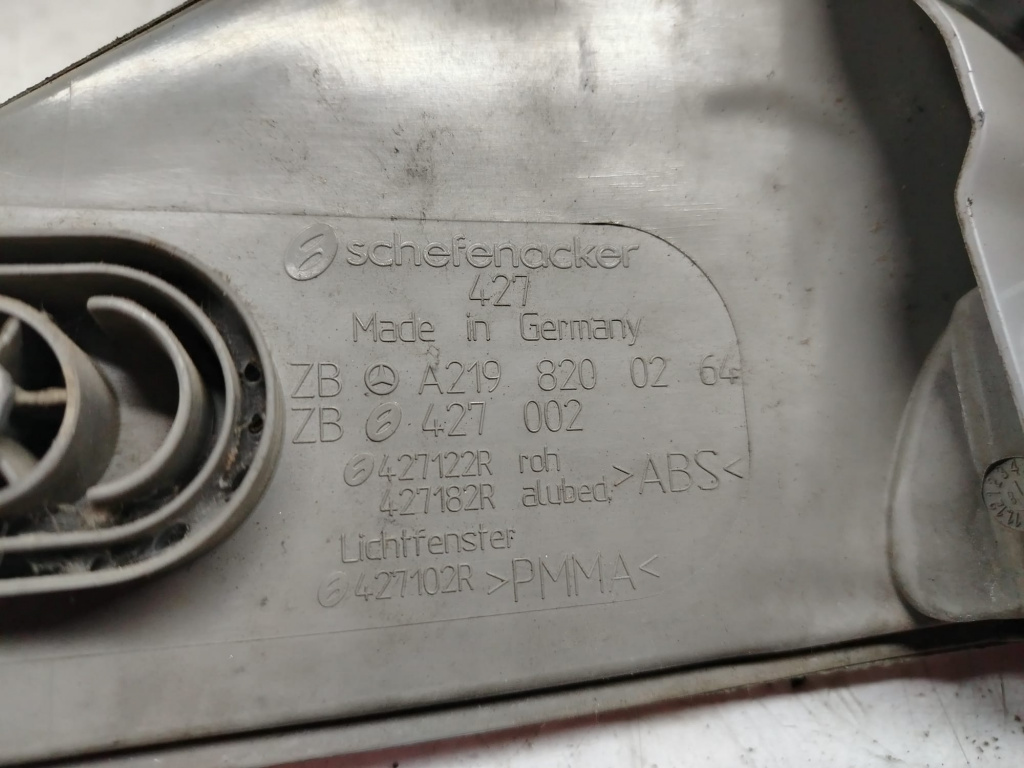 schefenacker
427
Made in Germany
ZB A219 820 02 64
ZB 427 002
427122R roh
427182R alubed. >ABS<
Lichtfenster
427102R >PMMA<